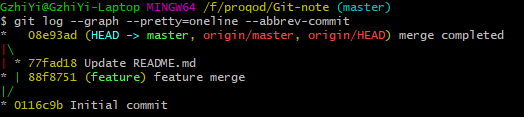 GzhiYi@GzhiYi-Laptop MINGW64 /f/proqod/Git-note (master)
$ git log --graph --pretty=oneline --abbrev-commit
*   08e93ad (HEAD -> master, origin/master, origin/HEAD) merge completed
|\
| * 77fad18 Update README.md
* | 88f8751 (feature) feature merge
|/
* 0116c9b Initial commit